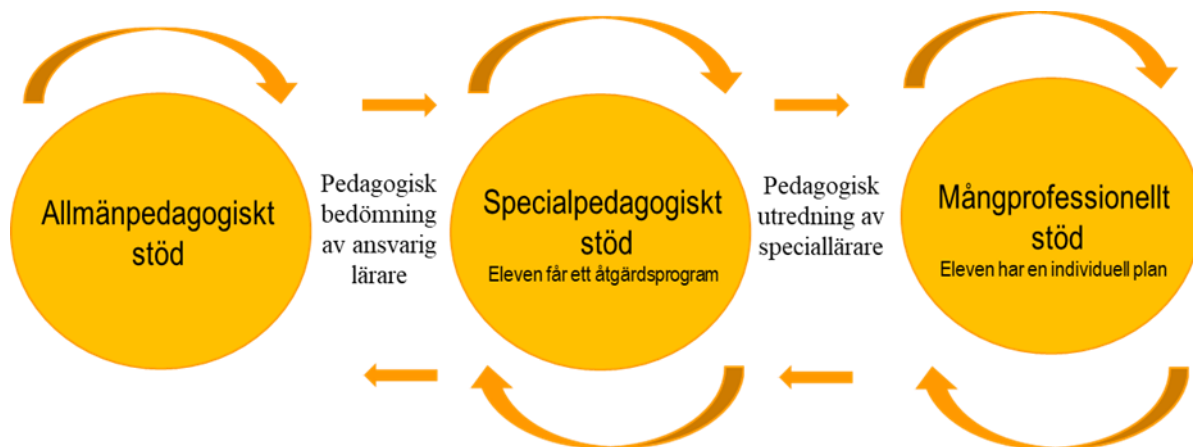 Allmänpedagogiskt
stöd
Pedagogisk
bedömning
av ansvarig
lärare
Specialpedagogiskt
stöd
Eleven får ett åtgärdsprogram
Pedagogisk
utredning av
speciallärare
Mångprofessionellt
stöd
Eleven har en individuell plan